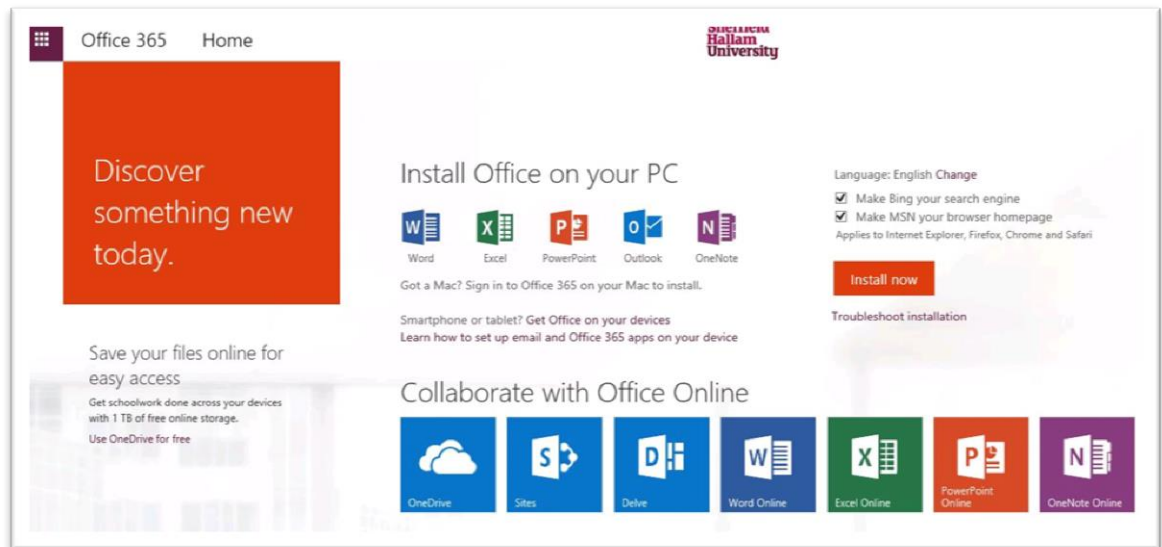 Office 365 Home
Hallam
University
Discover
something new
today.
Save your files online for
easy access
Get schoolwork done across your devices
with 1 TB of free online storage.
Use OneDrive for free
Install Office on your PC
W
X
P
O
N
Word
Excel
PowerPoint
Outlook
OneNote
Got a Mac? Sign in to Office 365 on your Mac to install.
Smartphone or tablet? Get Office on your devices
Learn how to set up email and Office 365 apps on your device
Language: English Change
Make Bing your search engine
Make MSN your browser homepage
Applies to Internet Explorer, Firefox, Chrome and Safari
Install now
Troubleshoot installation
Collaborate with Office Online
S
D
W
X
P
N
OneDrive
Sites
Delve
Word Online
Excel Online
PowerPoint
Online
OneNote Online